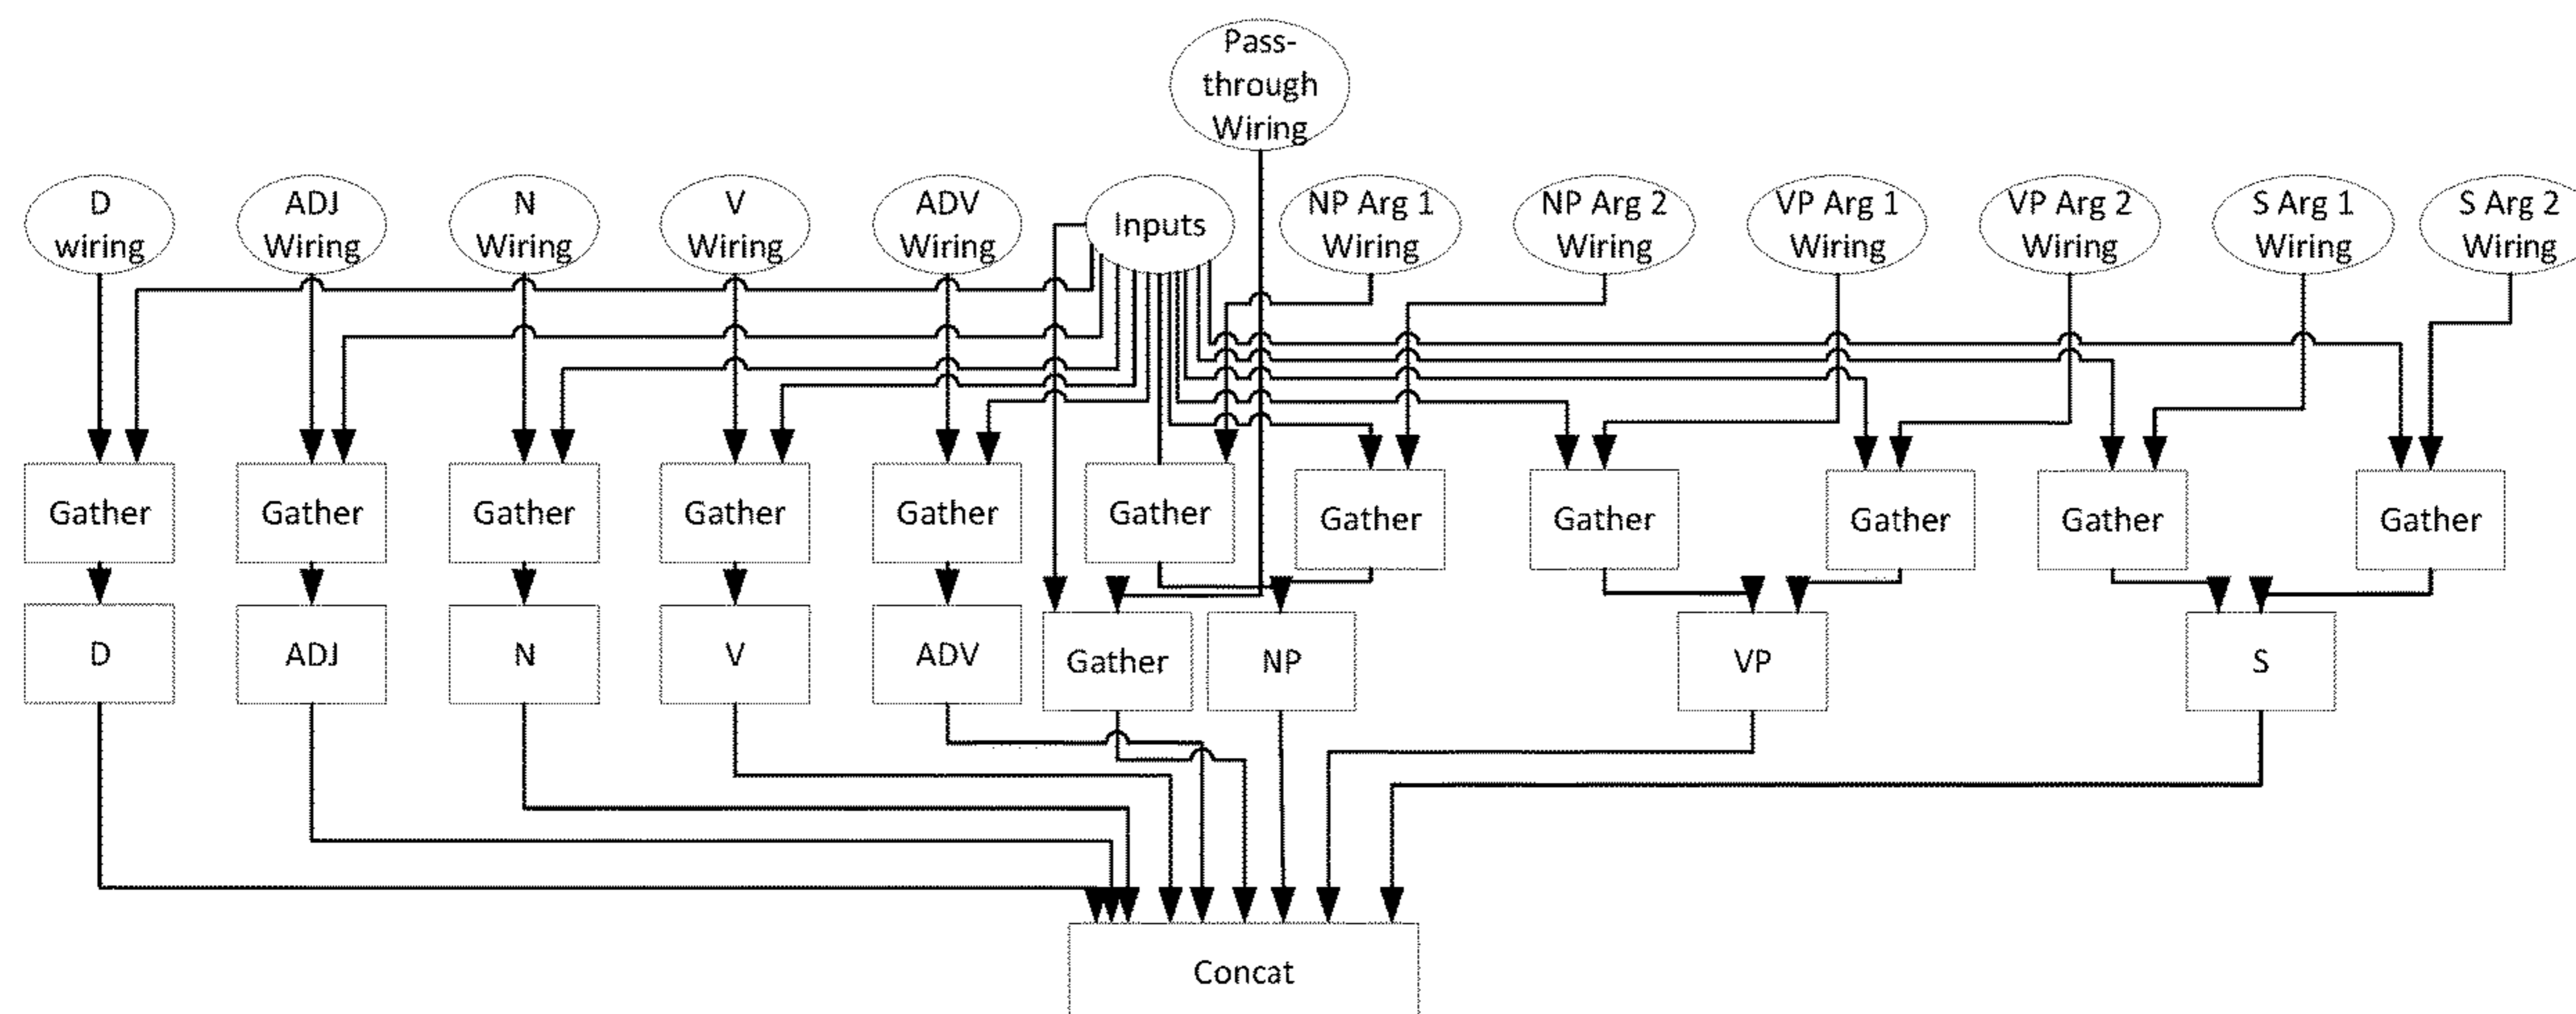 Pass-
through
Wiring
D
wiring
ADJ
Wiring
N
Wiring
V
Wiring
ADV
Wiring
Inputs
NP Arg 1
Wiring
NP Arg 2
Wiring
VP Arg 1
Wiring
VP Arg 2
Wiring
S Arg 1
Wiring
S Arg 2
Wiring
Gather
Gather
Gather
Gather
Gather
Gather
Gather
Gather
Gather
Gather
Gather
D
ADJ
N
V
ADV
Gather
NP
VP
S
Concat